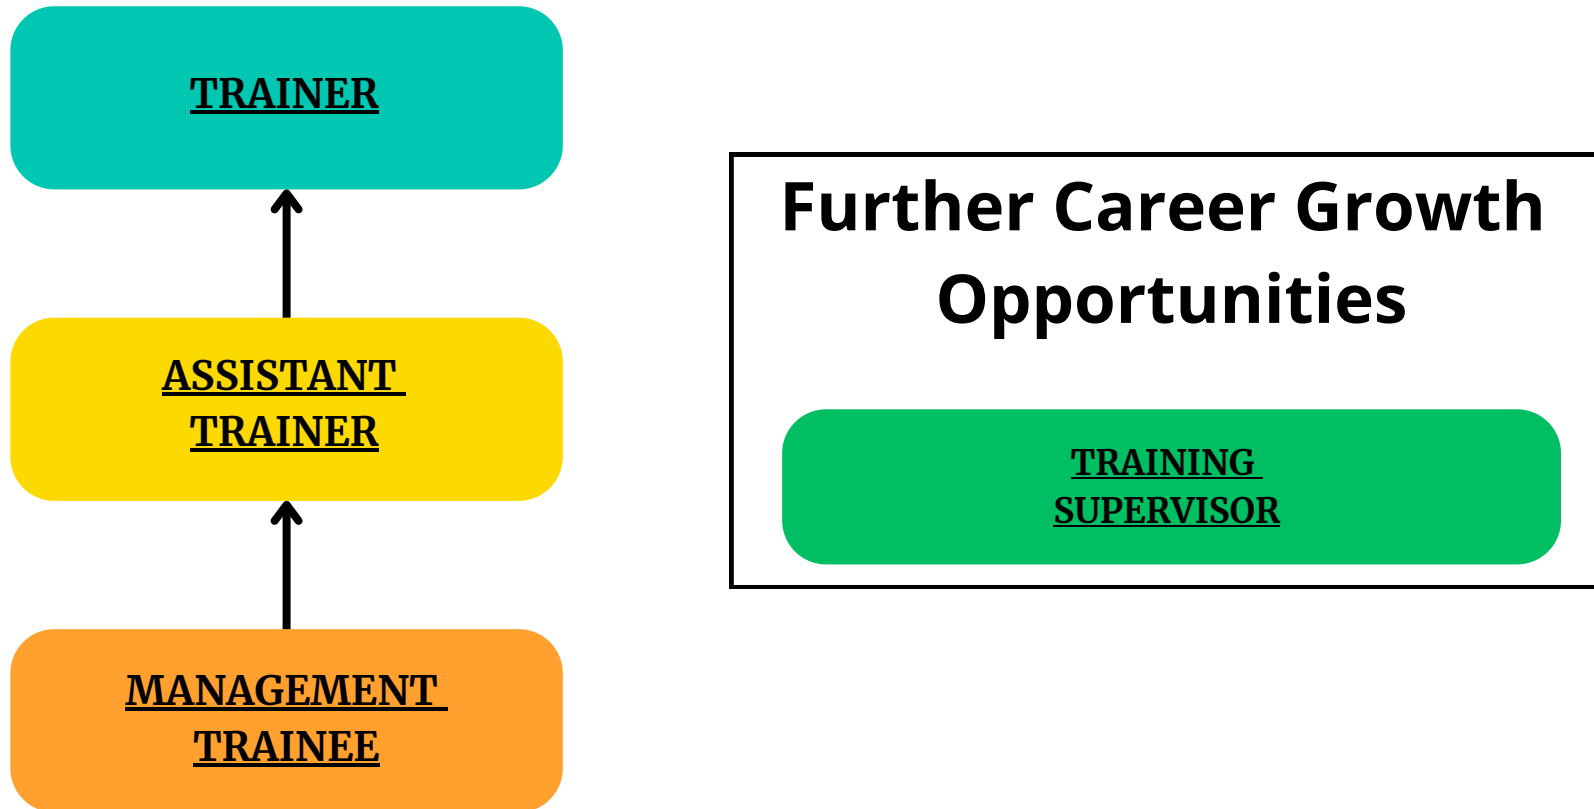 TRAINER
ASSISTANT
TRAINER
MANAGEMENT
TRAINEE
Further Career Growth
Opportunities
TRAINING
SUPERVISOR